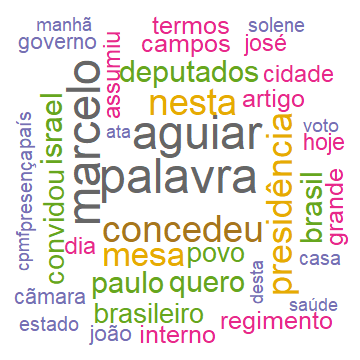 manhã
termos
solene
governo
campos
josé
assumiu
deputados
cidade
marcelo
nesta
artigo
israel
ata
aguiar
voto
hoje
país
presença
palavra
presidência
brasil
grande
cpmf
convidou
concedeu
dia
mesa
povo
casa
paulo
quero
desta
cãmara
brasileiro
saúde
estado
joão
interno
regimento